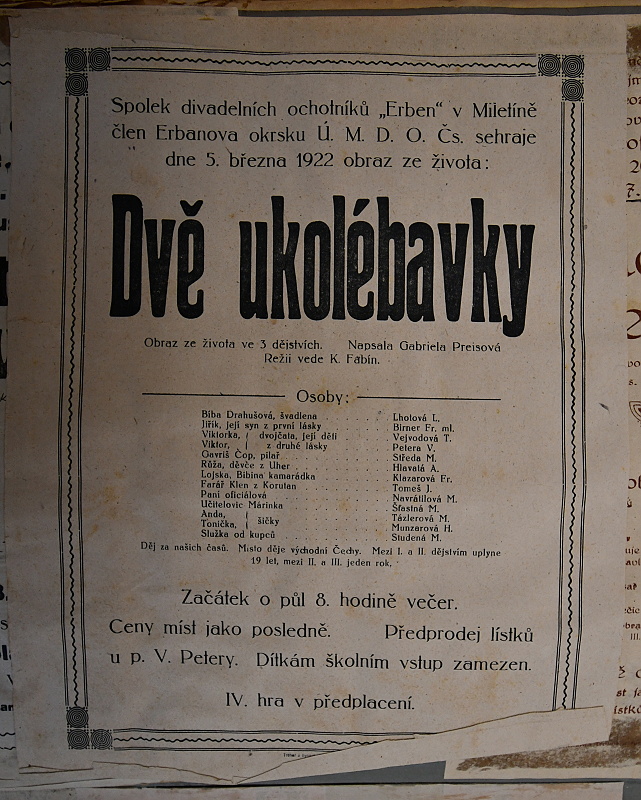 Spolek divadelních ochotníků „Erben" v Miletíně
člen Erbanova okrsku Ú. M. D. O. Čs. sehraje
dne 5. března 1922 obraz ze života:
Dvě ukolébavky
Obraz ze života ve 3 dějstvích. Napsala Gabriela Preisová
Režii vede K. Fabín.
Osoby:
Biba Drahušová, švadlena Lhotová L.
Jiřík, její syn z první lásky Birner Fr. ml.
Viktorka, dvojčata, její děti Vejvodová T.
Viktor, z druhé lásky Petera V.
Gavriš Čop, pilař Středa M.
Růža, děvče z Uher Hlavatá A.
Lojska, Bibina kamarádka Klazarová Fr.
Farář Klen z Korutan Tomeš J.
Paní oficiálová Navrátilová M.
Učitelovic Márinka Šťastná M.
Anda, Tázlerová M.
šičky
Tonička, Munzarová H.
Služka od kupců Studená M.
Děj za našich časů. Místo děje východní Čechy. Mezi I. a II. dějstvím uplyne
19 let, mezi II. a III. jeden rok.
Začátek o půl 8. hodině večer.
Ceny míst jako posledně. Předprodej lístků
u p. V. Petery. Dítkám školním vstup zamezen.
IV. hra v předplacení.